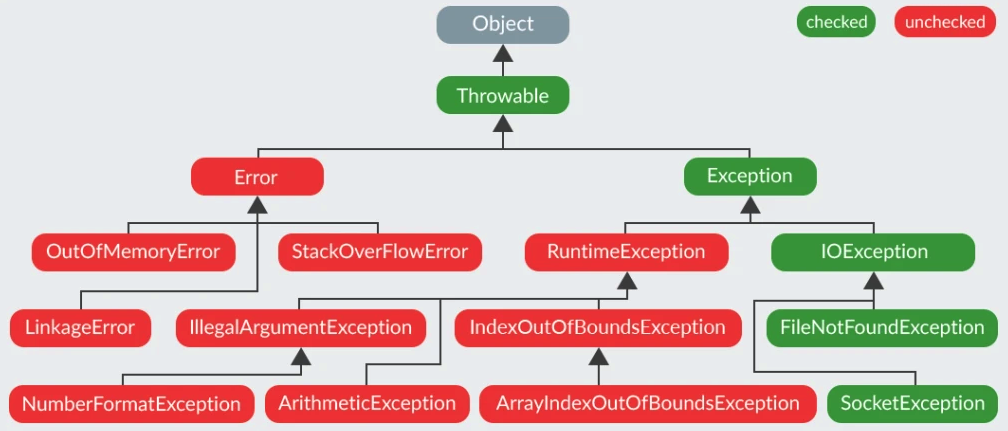 Object
checked
unchecked
Throwable
Error
Exception
OutOfMemoryError
StackOverFlowError
RuntimeException
IOException
LinkageError
IllegalArgumentException
IndexOutOfBoundsException
FileNotFoundException
NumberFormatException
ArithmeticException
ArrayIndexOutOfBoundsException
SocketException